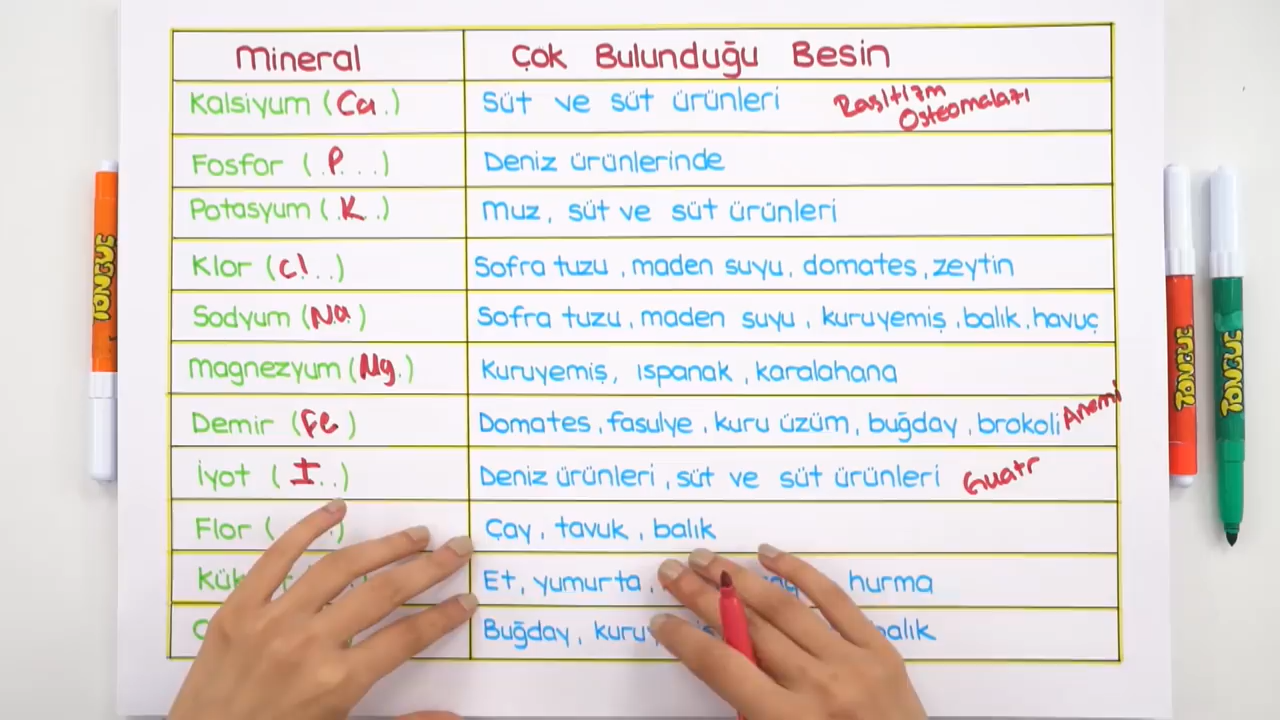 Mineral Çok Bulunduğu Besin
Kalsiyum (Ca.) Süt ve süt ürünleri Raşitizm
Osteomalazi
Fosfor (.P...) Deniz ürünlerinde
Potasyum (.K.) Muz, süt ve süt ürünleri
Klor (Cl..) Sofra tuzu, maden suyu, domates, zeytin
Sodyum (Na) Sofra tuzu, maden suyu, kuruyemiş, balık, havuç
Magnezyum (Mg.) Kuruyemiş, ıspanak, karalahana
Demir (Fe) Domates, fasulye, kuru üzüm, buğday, brokoli Anemi
İyot (I..) Deniz ürünleri, süt ve süt ürünleri Guatr
Flor ( ) Çay, tavuk, balık
Et, yumurta, hurma
Buğday, balık
TONGUE
TONGUE
TONGUE